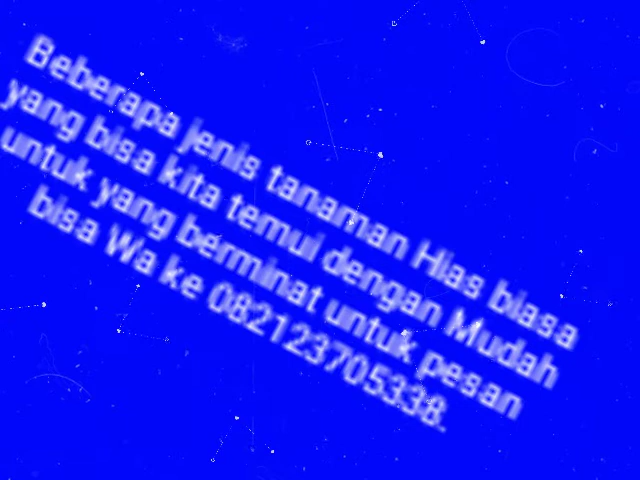 Beberapa jenis tanaman Hias biasa
yang bisa kita temui dengan Mudah
untuk yang berminat untuk pesan
bisa Wa ke 082123705338.